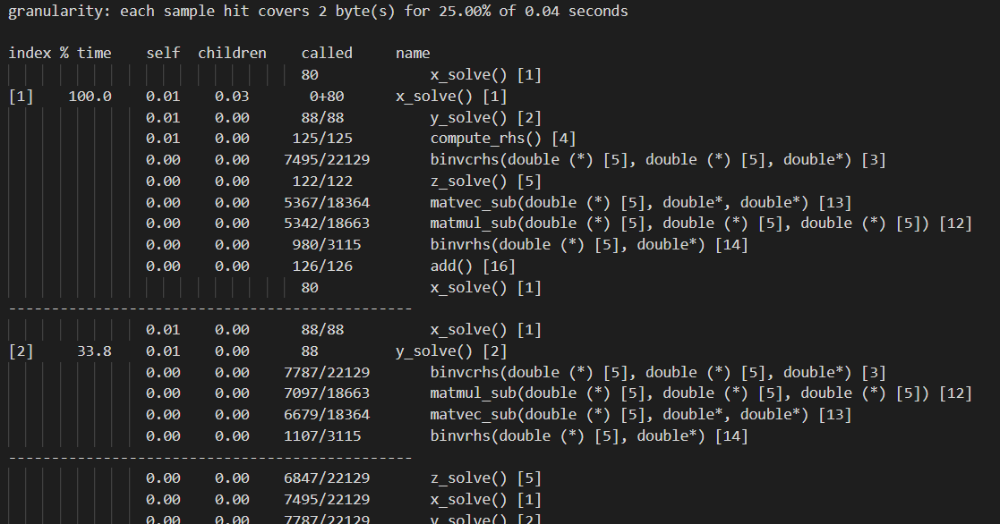 granularity: each sample hit covers 2 byte(s) for 25.00% of 0.04 seconds
index % time self children called name
80 x_solve() [1]
[1] 100.0 0.01 0.03 0+80 x_solve() [1]
0.01 0.00 88/88 y_solve() [2]
0.01 0.00 125/125 compute_rhs() [4]
0.00 0.00 7495/22129 binvcrhs(double (*) [5], double (*) [5], double*) [3]
0.00 0.00 122/122 z_solve() [5]
0.00 0.00 5367/18364 matvec_sub(double (*) [5], double*, double*) [13]
0.00 0.00 5342/18663 matmul_sub(double (*) [5], double (*) [5], double (*) [5]) [12]
0.00 0.00 980/3115 binvrhs(double (*) [5], double*) [14]
0.00 0.00 126/126 add() [16]
80 x_solve() [1]
-----------------------------------------------
0.01 0.00 88/88 x_solve() [1]
[2] 33.8 0.01 0.00 88 y_solve() [2]
0.00 0.00 7787/22129 binvcrhs(double (*) [5], double (*) [5], double*) [3]
0.00 0.00 7097/18663 matmul_sub(double (*) [5], double (*) [5], double (*) [5]) [12]
0.00 0.00 6679/18364 matvec_sub(double (*) [5], double*, double*) [13]
0.00 0.00 1107/3115 binvrhs(double (*) [5], double*) [14]
-----------------------------------------------
0.00 0.00 6847/22129 z_solve() [5]
0.00 0.00 7495/22129 x_solve() [1]
0.00 0.00 7787/22129 y_solve() [2]